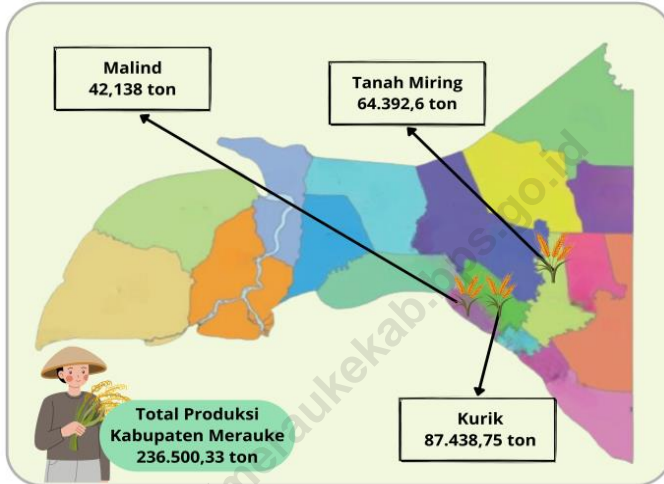 Malind
42,138 ton
Tanah Miring
64.392,6 ton
Kurik
87.438,75 ton
Total Produksi
Kabupaten Merauke
236.500,33 ton
meraukekab.bps.go.id